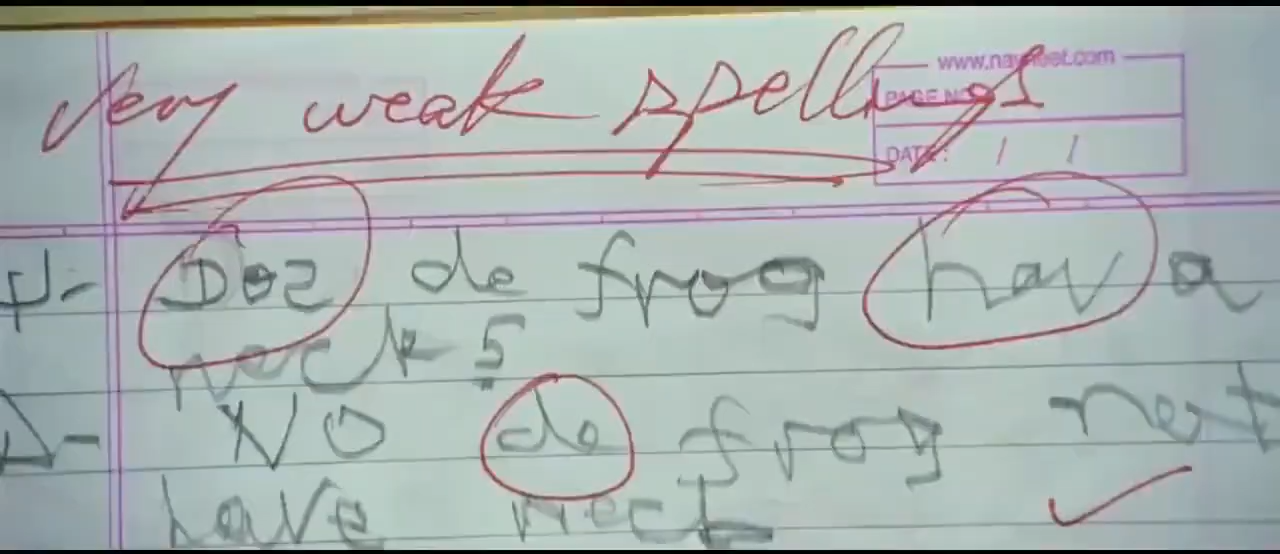 Very weak spellings
www.navneet.com
PAGE NO
DATE: / /
Doz de frog hav a
neck ?
A- No de frog not
have neck